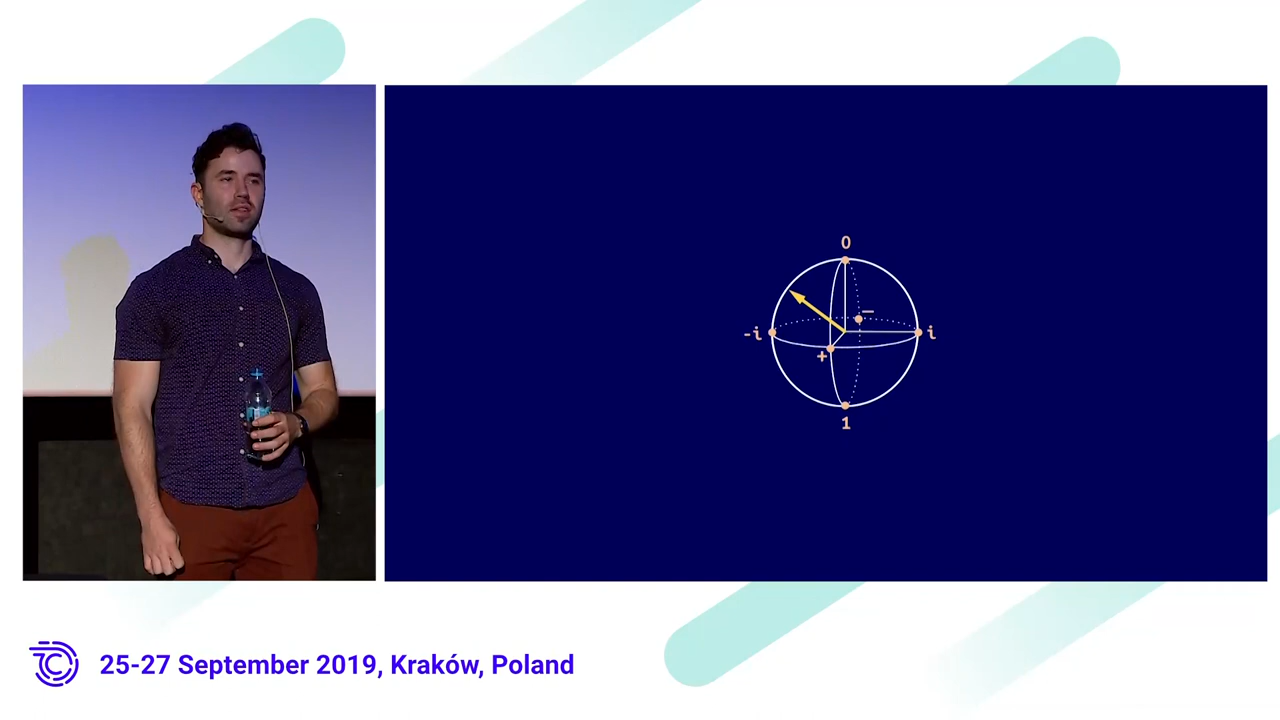 0
–
-i
i
+
1
25-27 September 2019, Kraków, Poland